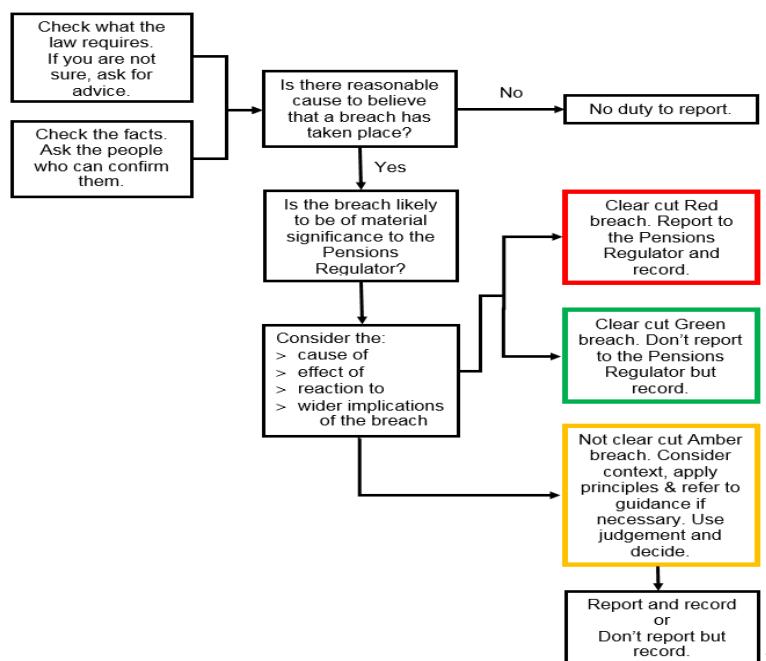 Check what the
law requires.
If you are not
sure, ask for
advice.
Check the facts.
Ask the people
who can confirm
them.
Is there reasonable
cause to believe
that a breach has
taken place?
No
No duty to report.
Yes
Is the breach likely
to be of material
significance to the
Pensions
Regulator?
Consider the:
> cause of
> effect of
> reaction to
> wider implications
of the breach
Clear cut Red
breach. Report to
the Pensions
Regulator and
record.
Clear cut Green
breach. Don’t report
to the Pensions
Regulator but
record.
Not clear cut Amber
breach. Consider
context, apply
principles & refer to
guidance if
necessary. Use
judgement and
decide.
Report and record
or
Don’t report but
record.